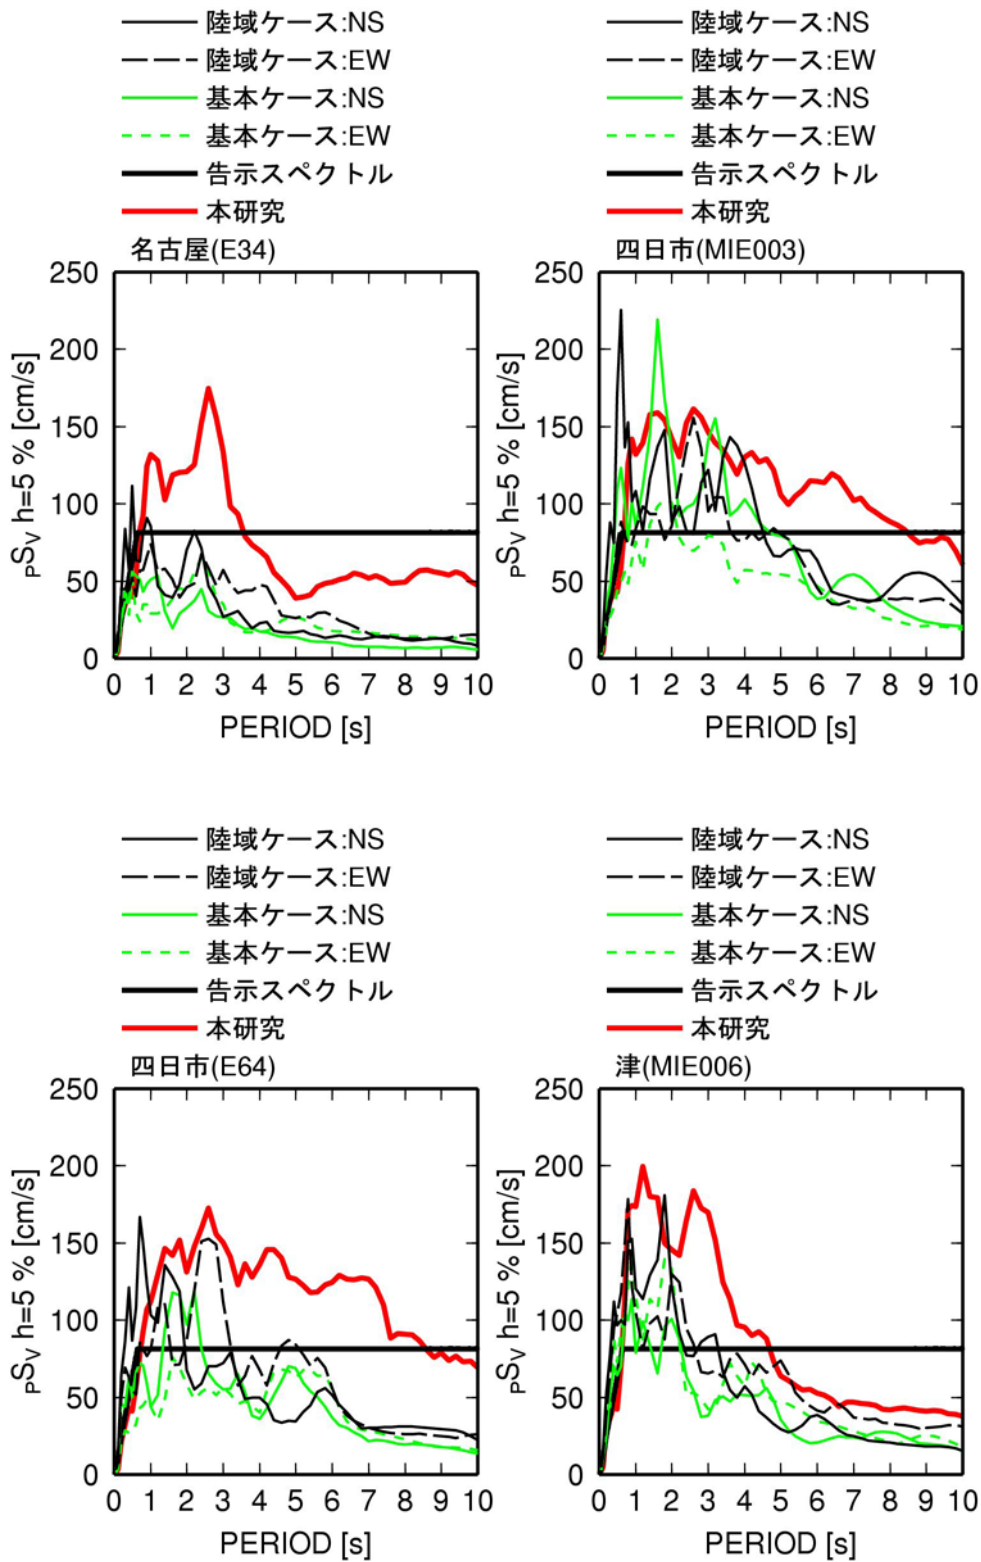 陸域ケース:NS
陸域ケース:EW
基本ケース:NS
基本ケース:EW
告示スペクトル
本研究
名古屋(E34)
250
200
150
100
50
0
PSV h=5 % [cm/s]
0 1 2 3 4 5 6 7 8 9 10
PERIOD [s]
陸域ケース:NS
陸域ケース:EW
基本ケース:NS
基本ケース:EW
告示スペクトル
本研究
四日市(MIE003)
250
200
150
100
50
0
PSV h=5 % [cm/s]
0 1 2 3 4 5 6 7 8 9 10
PERIOD [s]
陸域ケース:NS
陸域ケース:EW
基本ケース:NS
基本ケース:EW
告示スペクトル
本研究
四日市(E64)
250
200
150
100
50
0
PSV h=5 % [cm/s]
0 1 2 3 4 5 6 7 8 9 10
PERIOD [s]
陸域ケース:NS
陸域ケース:EW
基本ケース:NS
基本ケース:EW
告示スペクトル
本研究
津(MIE006)
250
200
150
100
50
0
PSV h=5 % [cm/s]
0 1 2 3 4 5 6 7 8 9 10
PERIOD [s]